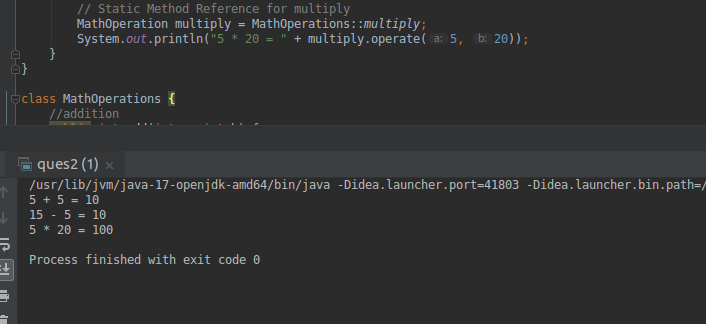 // Static Method Reference for multiply
MathOperation multiply = MathOperations::multiply;
System.out.println("5 * 20 = " + multiply.operate( a: 5, b: 20));
}
}
class MathOperations {
//addition
ques2 (1) ×
/usr/lib/jvm/java-17-openjdk-amd64/bin/java -Didea.launcher.port=41803 -Didea.launcher.bin.path=/
5 + 5 = 10
15 - 5 = 10
5 * 20 = 100
Process finished with exit code 0